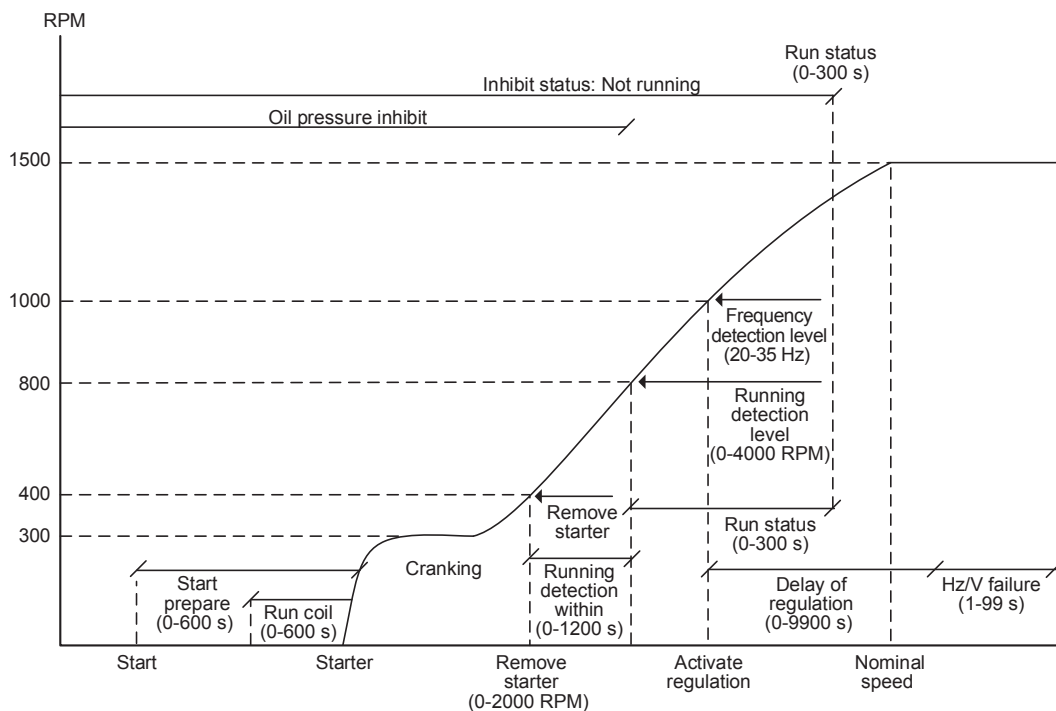 RPM
Run status
(0-300 s)
Inhibit status: Not running
Oil pressure inhibit
1500
1000
Frequency
detection level
(20-35 Hz)
800
Running
detection
level
(0-4000 RPM)
400
Remove
starter
300
Run status
(0-300 s)
Cranking
Start
prepare
(0-600 s)
Run coil
(0-600 s)
Running
detection
within
(0-1200 s)
Delay of
regulation
(0-9900 s)
Hz/V failure
(1-99 s)
Start
Starter
Remove
starter
(0-2000 RPM)
Activate
regulation
Nominal
speed